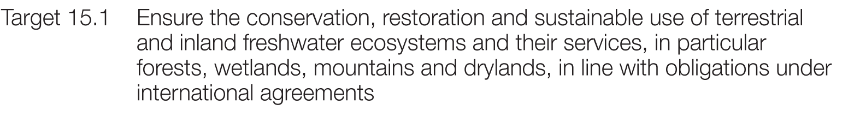 Target 15.1 Ensure the conservation, restoration and sustainable use of terrestrial
and inland freshwater ecosystems and their services, in particular
forests, wetlands, mountains and drylands, in line with obligations under
international agreements